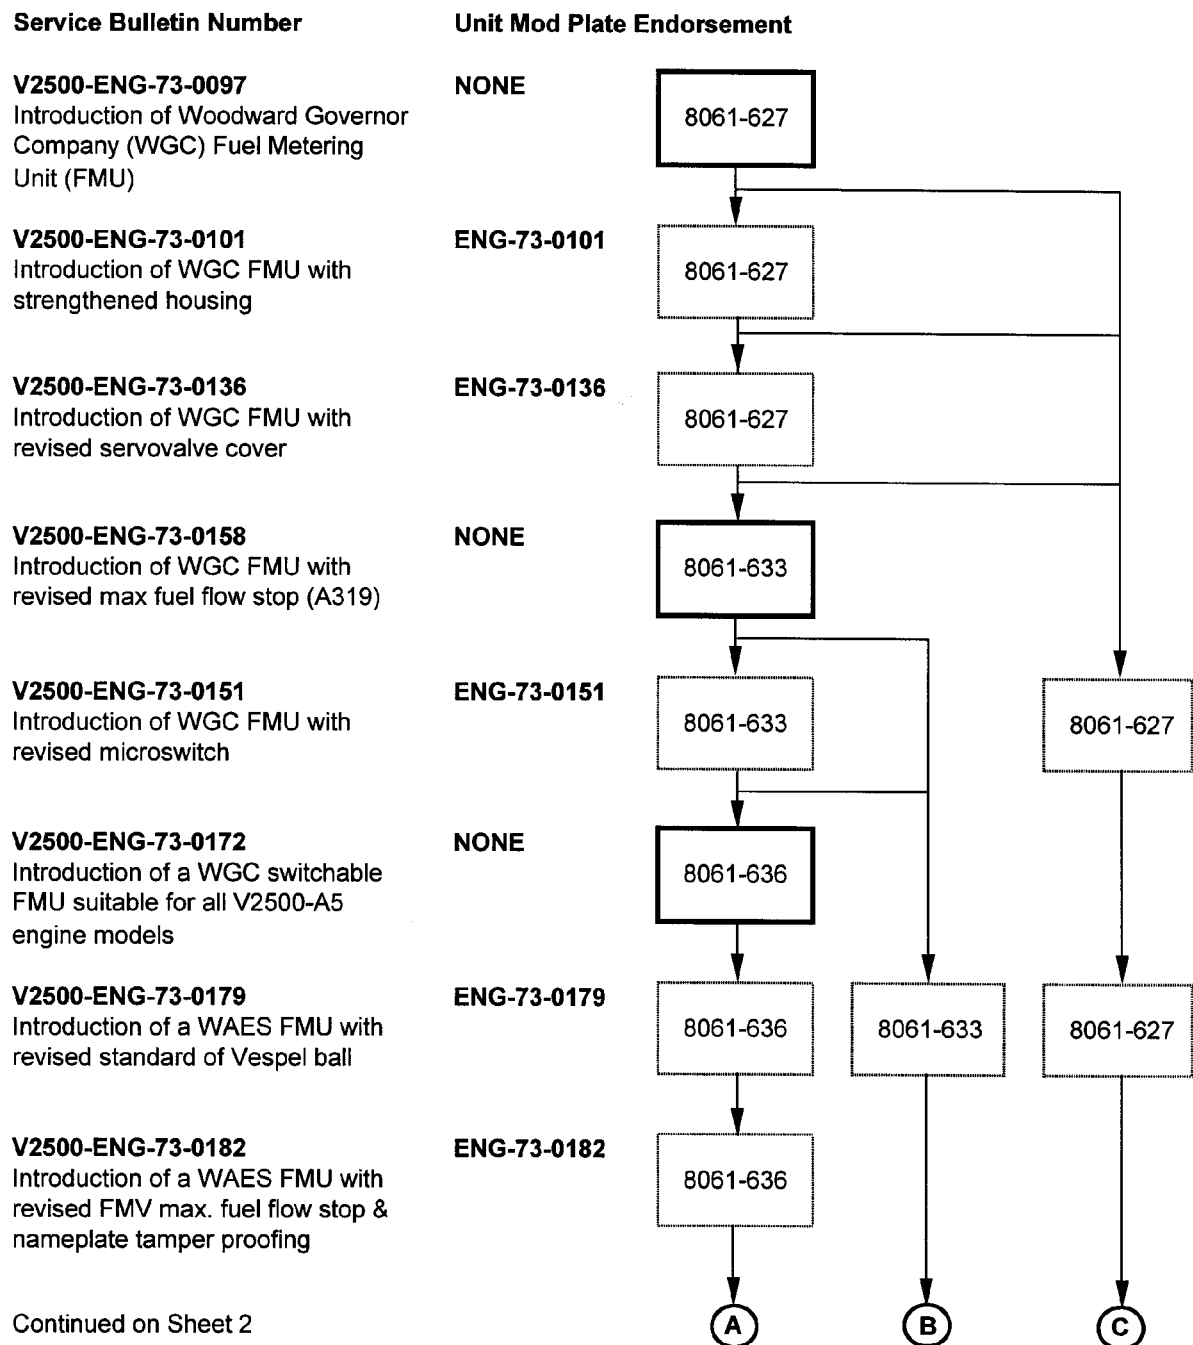 Service Bulletin Number
Unit Mod Plate Endorsement
V2500-ENG-73-0097
NONE
Introduction of Woodward Governor
Company (WGC) Fuel Metering
Unit (FMU)
8061-627
V2500-ENG-73-0101
ENG-73-0101
Introduction of WGC FMU with
strengthened housing
8061-627
V2500-ENG-73-0136
ENG-73-0136
Introduction of WGC FMU with
revised servovalve cover
8061-627
V2500-ENG-73-0158
NONE
Introduction of WGC FMU with
revised max fuel flow stop (A319)
8061-633
V2500-ENG-73-0151
ENG-73-0151
Introduction of WGC FMU with
revised microswitch
8061-633
8061-627
V2500-ENG-73-0172
NONE
Introduction of a WGC switchable
FMU suitable for all V2500-A5
engine models
8061-636
V2500-ENG-73-0179
ENG-73-0179
Introduction of a WAES FMU with
revised standard of Vespel ball
8061-636
8061-633
8061-627
V2500-ENG-73-0182
ENG-73-0182
Introduction of a WAES FMU with
revised FMV max. fuel flow stop &
nameplate tamper proofing
8061-636
Continued on Sheet 2
A
B
C